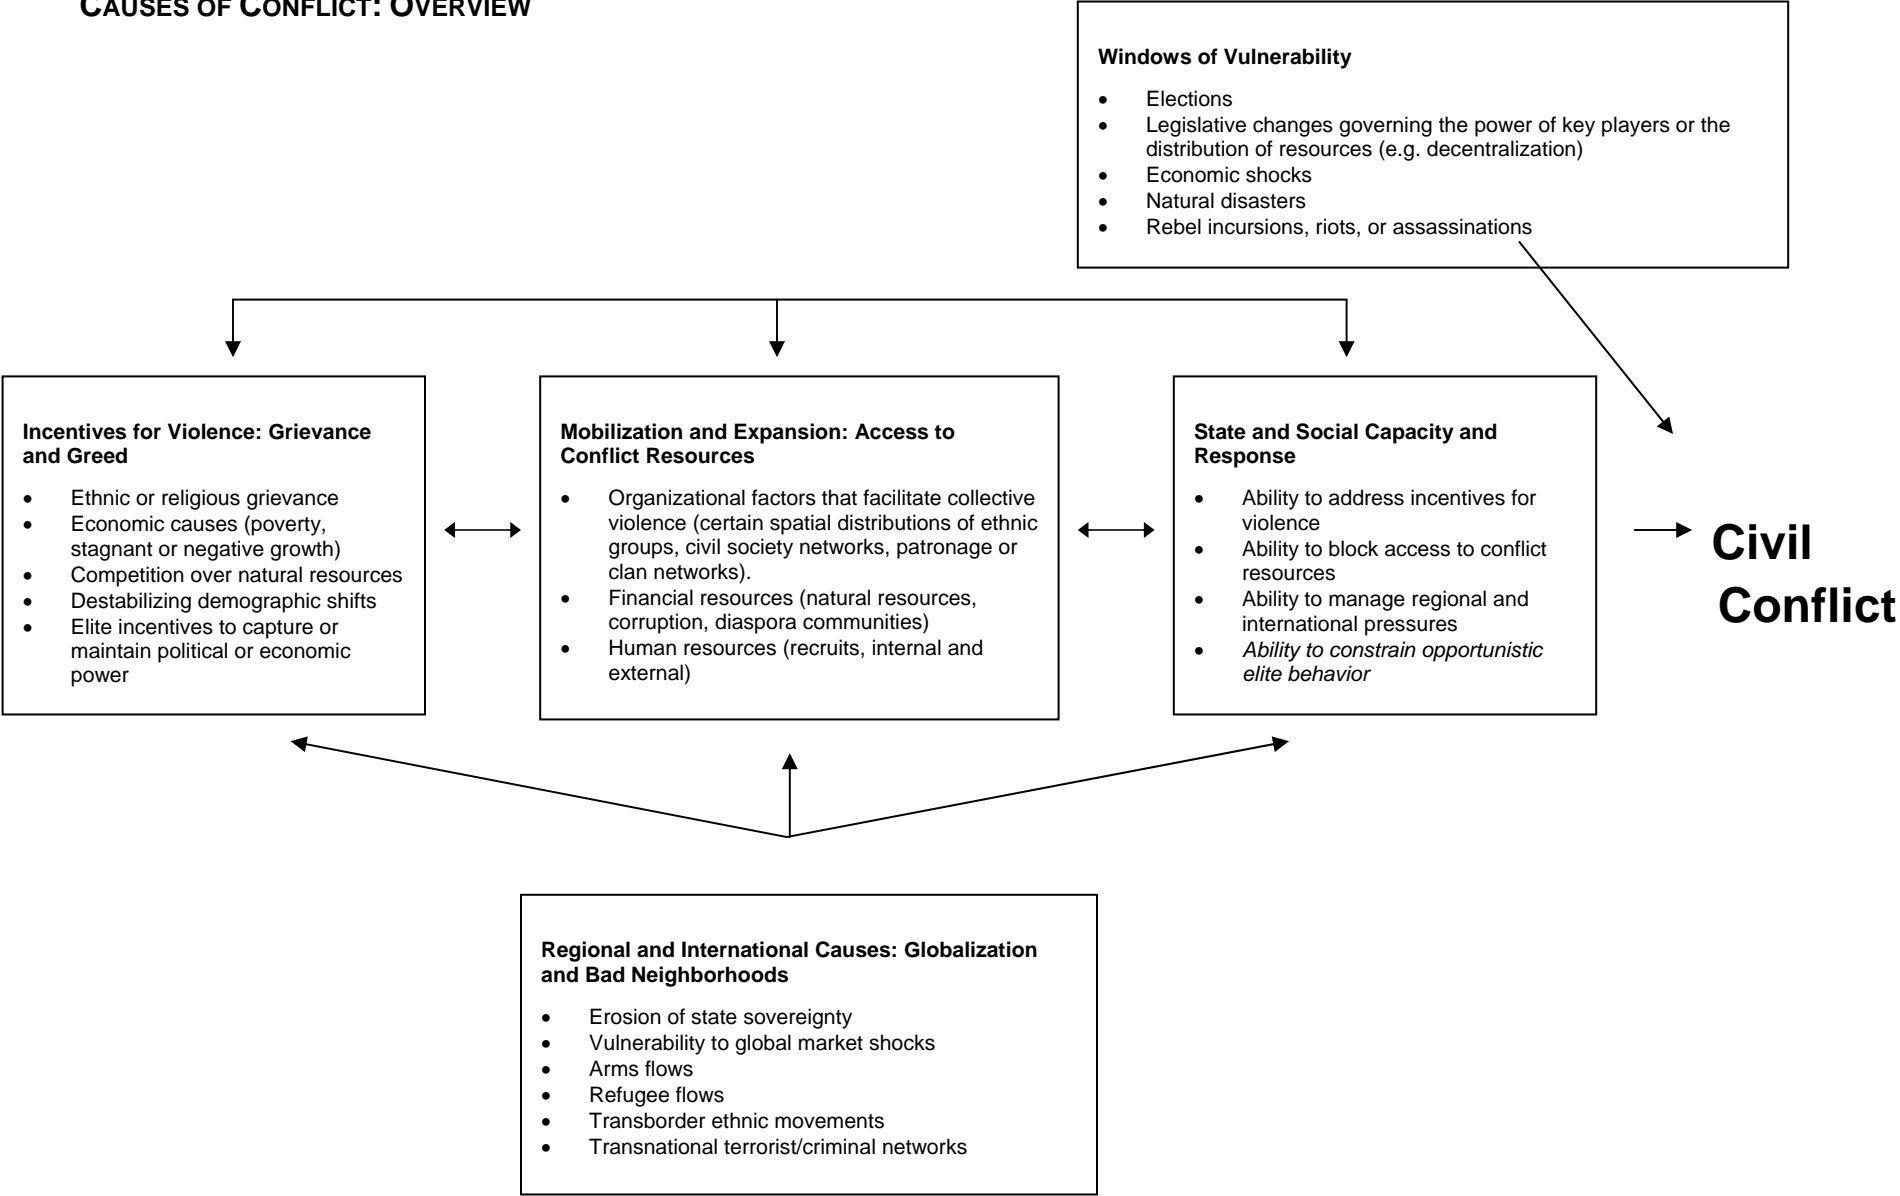 CAUSES OF CONFLICT: OVERVIEW
Windows of Vulnerability
• Elections
• Legislative changes governing the power of key players or the
distribution of resources (e.g. decentralization)
• Economic shocks
• Natural disasters
• Rebel incursions, riots, or assassinations
Incentives for Violence: Grievance
and Greed
• Ethnic or religious grievance
• Economic causes (poverty,
stagnant or negative growth)
• Competition over natural resources
• Destabilizing demographic shifts
• Elite incentives to capture or
maintain political or economic
power
Mobilization and Expansion: Access to
Conflict Resources
• Organizational factors that facilitate collective
violence (certain spatial distributions of ethnic
groups, civil society networks, patronage or
clan networks).
• Financial resources (natural resources,
corruption, diaspora communities)
• Human resources (recruits, internal and
external)
State and Social Capacity and
Response
• Ability to address incentives for
violence
• Ability to block access to conflict
resources
• Ability to manage regional and
international pressures
• Ability to constrain opportunistic
elite behavior
Civil
Conflict
Regional and International Causes: Globalization
and Bad Neighborhoods
• Erosion of state sovereignty
• Vulnerability to global market shocks
• Arms flows
• Refugee flows
• Transborder ethnic movements
• Transnational terrorist/criminal networks